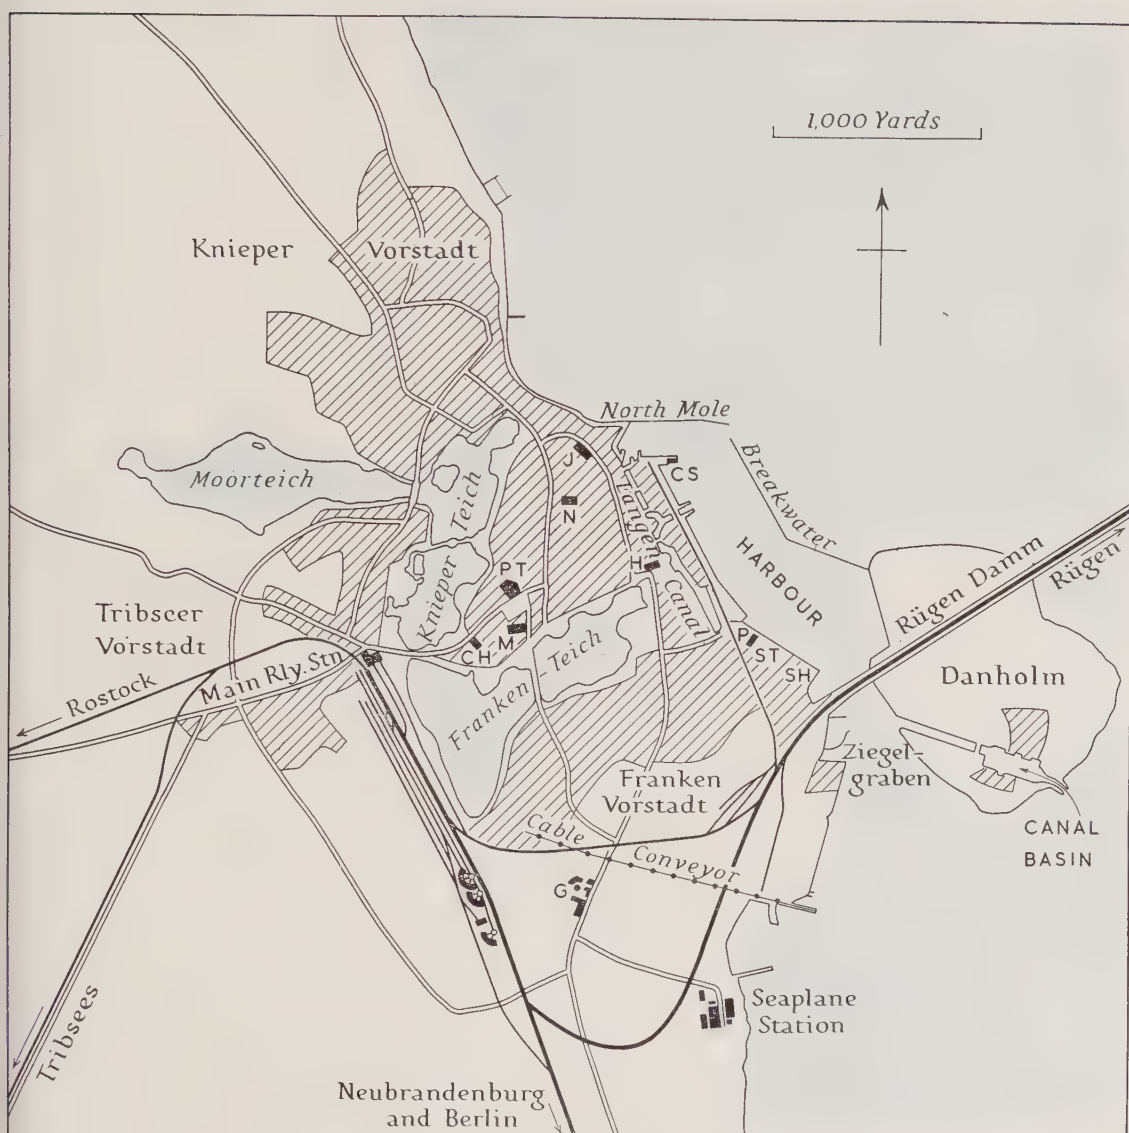 1,000 Yards
Knieper Vorstadt
North Mole
Moorteich
Knieper Teich
J
CS
N
Langen Canal
Breakwater
HARBOUR
PT
H
Rügen Damm
Rügen
Tribseer
Vorstadt
CH
M
Franken - Teich
P
ST
SH
Danholm
Main Rly. Stn
Rostock
Ziegel-
graben
Franken
Vorstadt
Cable Conveyor
CANAL
BASIN
G
Seaplane
Station
Tribsees
Neubrandenburg
and Berlin